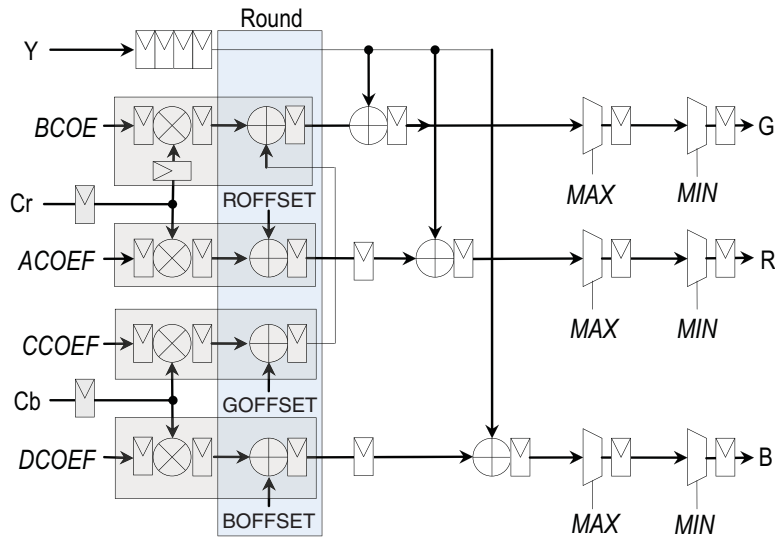 Round
Y
BCOE
G
MAX
MIN
Cr
ROFFSET
ACOEF
R
MAX
MIN
CCOEF
Cb
GOFFSET
DCOEF
B
BOFFSET
MAX
MIN